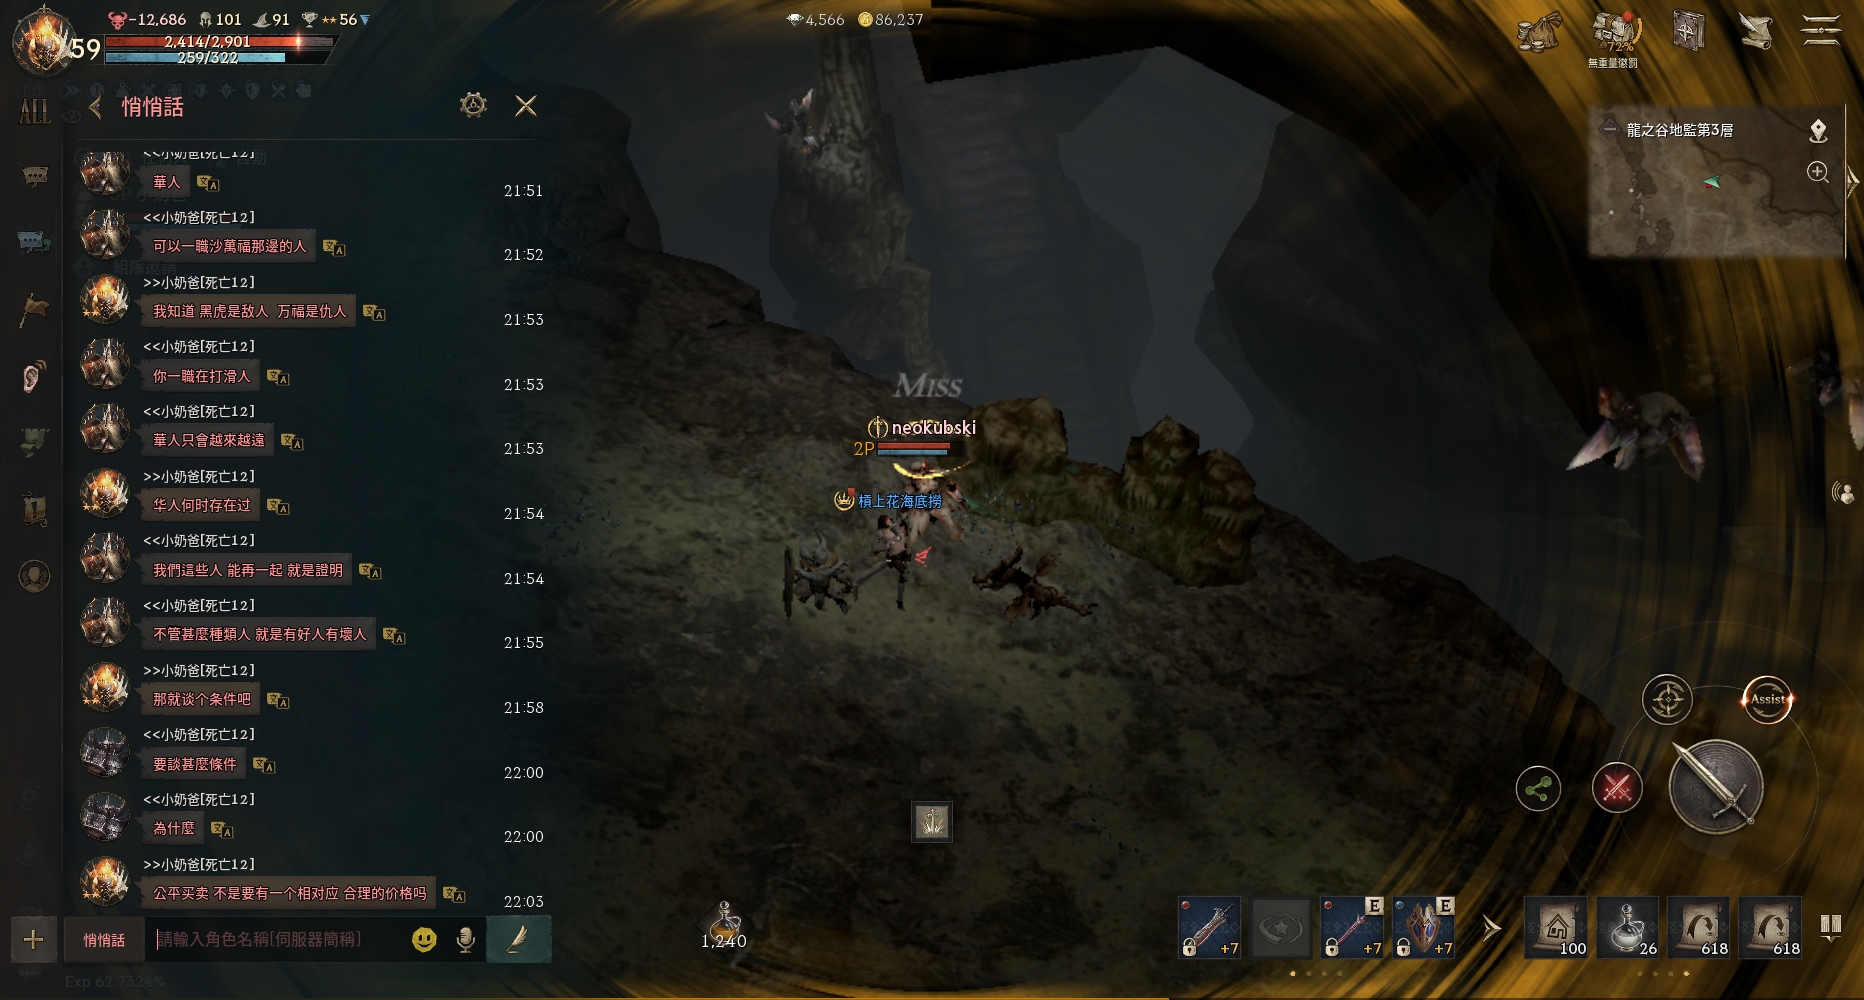 -12,686 101 91 56
4,566 86,237
59
2,414/2,901
259/322
72%
無重量懲罰
ALL
悄悄話
龍之谷地監第3層
<<小奶爸[死亡12]
華人
21:51
<<小奶爸[死亡12]
可以一職沙萬福那邊的人
21:52
>>小奶爸[死亡12]
我知道 黑虎是敌人 万福是仇人
21:53
<<小奶爸[死亡12]
你一職在打滑人
21:53
<<小奶爸[死亡12]
華人只會越來越遠
21:53
>>小奶爸[死亡12]
华人何时存在过
21:54
<<小奶爸[死亡12]
我們這些人 能再一起 就是證明
21:54
<<小奶爸[死亡12]
不管甚麼種類人 就是有好人有壞人
21:55
>>小奶爸[死亡12]
那就谈个条件吧
21:58
<<小奶爸[死亡12]
要談甚麼條件
22:00
<<小奶爸[死亡12]
為什麼
22:00
>>小奶爸[死亡12]
公平买卖 不是要有一个相对应 合理的价格吗
22:03
悄悄話
請輸入角色名稱[伺服器簡稱]
Exp 62.7324%
Miss
neokubski
2P
槓上花海底撈
Assist
1,240
+7
E
+7
E
+7
100
26
618
618